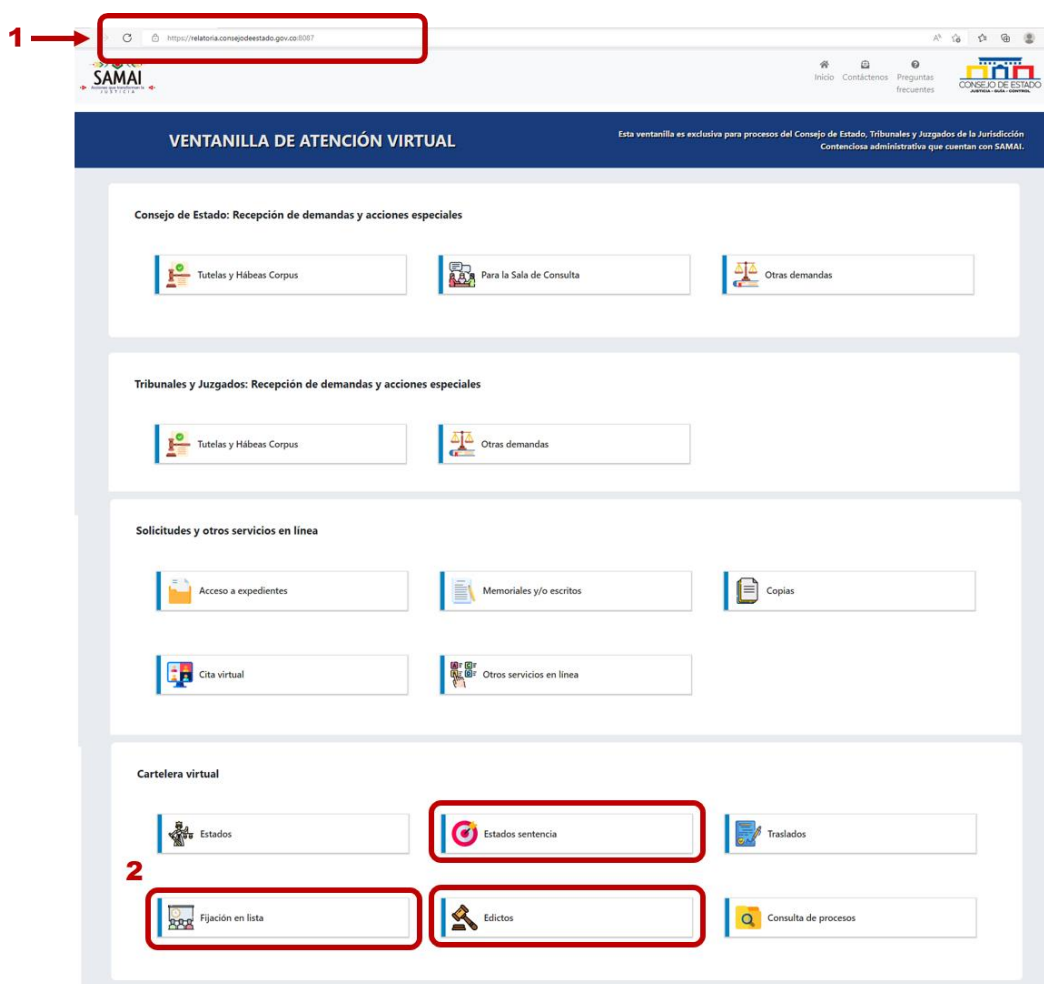 1
https://relatoria.consejodeestado.gov.co:8087
SAMAI
JUSTICIA
Inicio
Contáctenos
Preguntas
frecuentes
CONSEJO DE ESTADO
JUSTICIA - GUÍA - CONTROL
VENTANILLA DE ATENCIÓN VIRTUAL
Esta ventanilla es exclusiva para procesos del Consejo de Estado, Tribunales y Juzgados de la Jurisdicción
Contenciosa administrativa que cuentan con SAMAI.
Consejo de Estado: Recepción de demandas y acciones especiales
Tutelas y Hábeas Corpus
Para la Sala de Consulta
Otras demandas
Tribunales y Juzgados: Recepción de demandas y acciones especiales
Tutelas y Hábeas Corpus
Otras demandas
Solicitudes y otros servicios en línea
Acceso a expedientes
Memoriales y/o escritos
Copias
Cita virtual
Otros servicios en línea
Cartelera virtual
Estados
Estados sentencia
Traslados
2
Fijación en lista
Edictos
Consulta de procesos